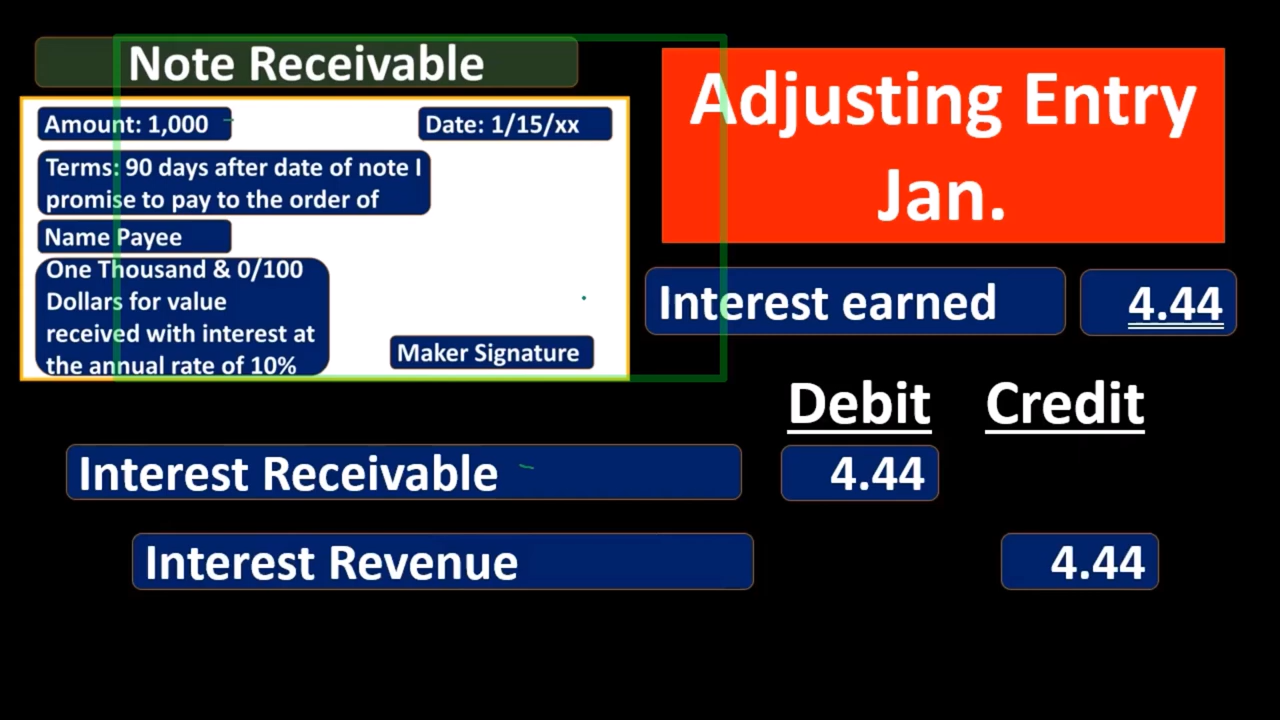 Note Receivable
Amount: 1,000
Date: 1/15/xx
Terms: 90 days after date of note I
promise to pay to the order of
Name Payee
One Thousand & 0/100
Dollars for value
received with interest at
the annual rate of 10%
Maker Signature
Adjusting Entry
Jan.
Interest earned 4.44
Debit Credit
Interest Receivable 4.44
Interest Revenue 4.44